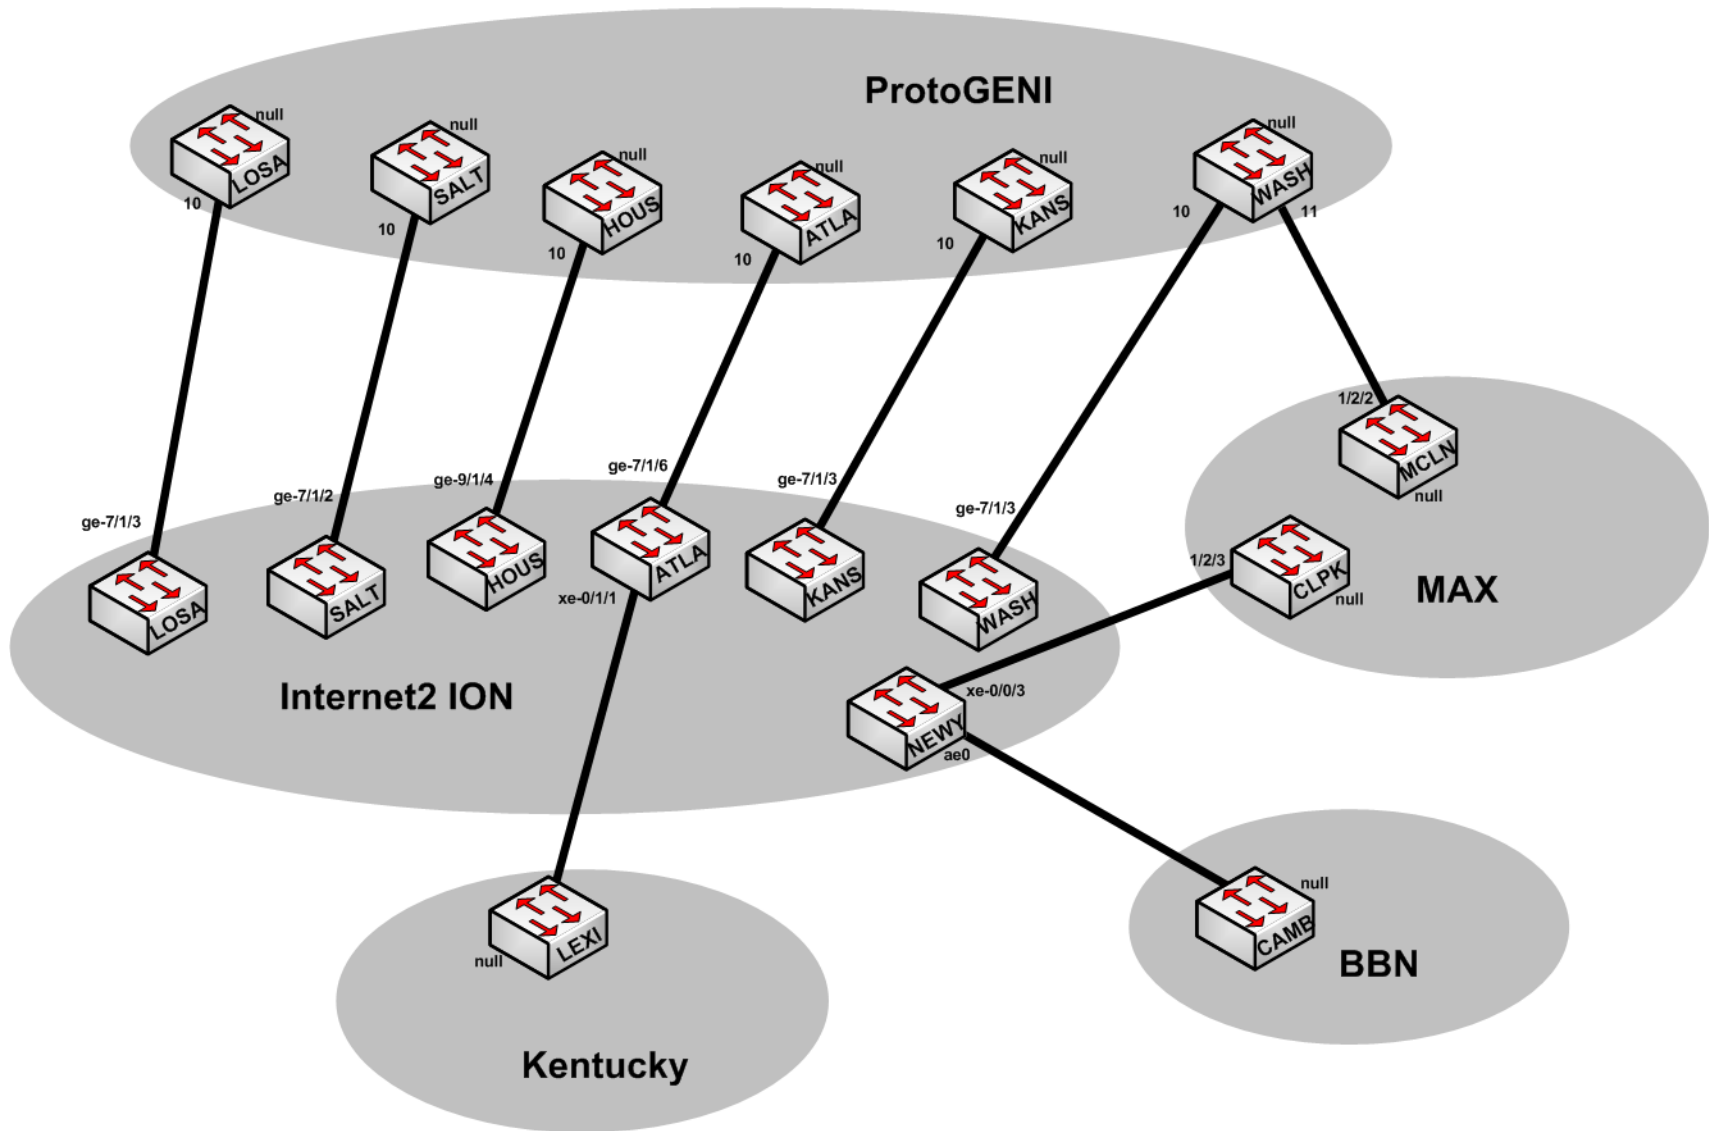 ProtoGENI
null
LOSA
10
null
SALT
10
null
HOUS
10
null
ATLA
10
null
KANS
10
null
WASH
10
11
ge-7/1/3
LOSA
ge-7/1/2
SALT
ge-9/1/4
HOUS
ge-7/1/6
ATLA
xe-0/1/1
ge-7/1/3
KANS
ge-7/1/3
WASH
Internet2 ION
xe-0/0/3
NEWY
ae0
1/2/2
MCLN
null
1/2/3
CLPK
null
MAX
LEXI
null
Kentucky
null
CAMB
BBN